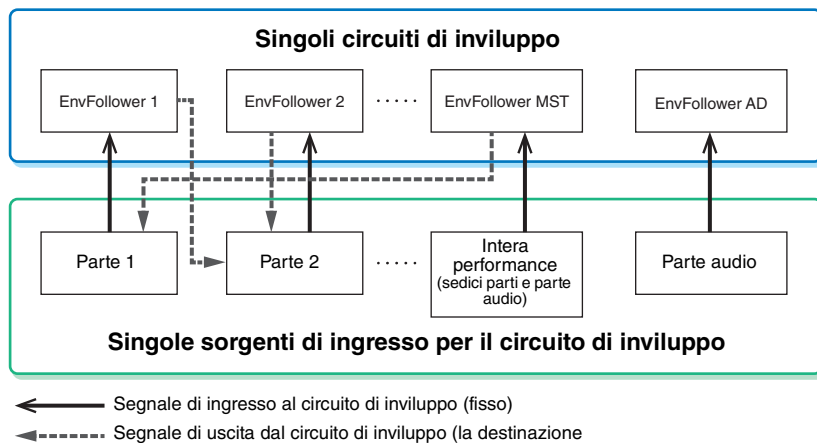 Singoli circuiti di inviluppo
EnvFollower 1
EnvFollower 2
EnvFollower MST
EnvFollower AD
Parte 1
Parte 2
Intera
performance
(sedici parti e parte
audio)
Parte audio
Singole sorgenti di ingresso per il circuito di inviluppo
Segnale di ingresso al circuito di inviluppo (fisso)
Segnale di uscita dal circuito di inviluppo (la destinazione